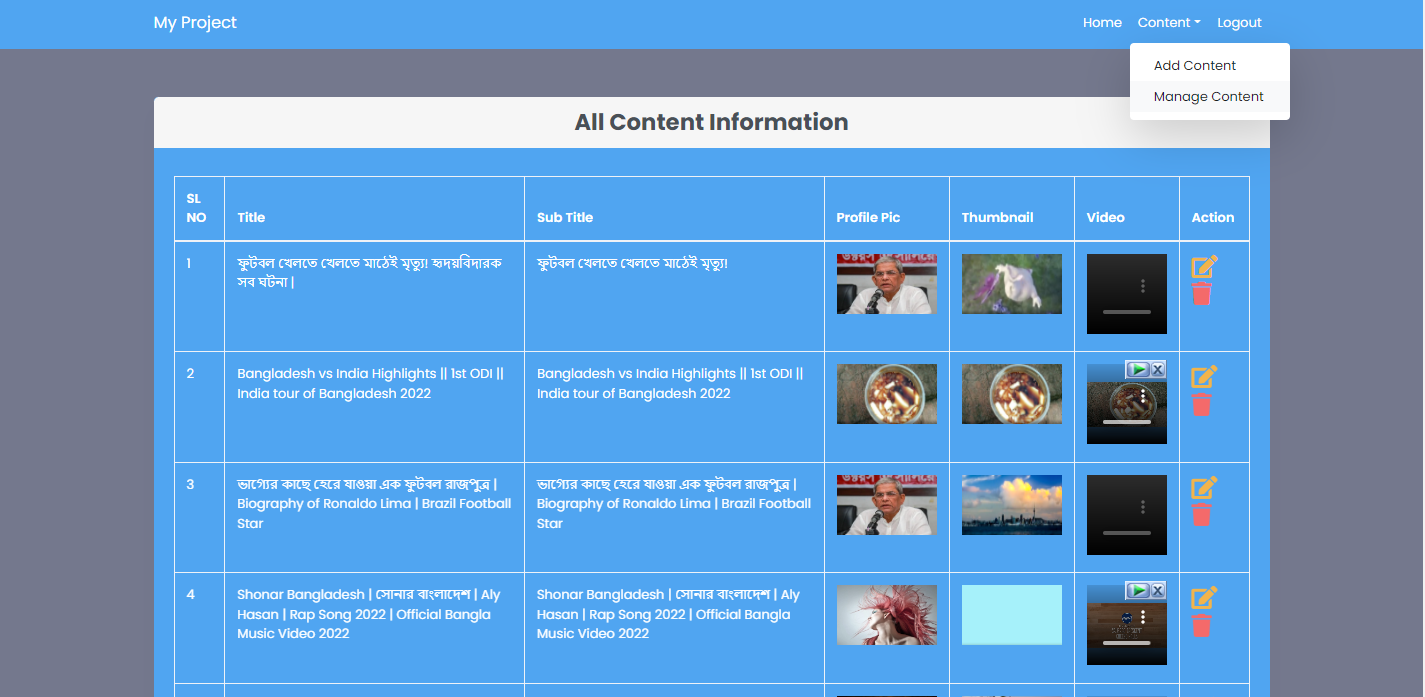 My Project
Home Content Logout
Add Content
Manage Content
All Content Information
SL
NO Title Sub Title Profile Pic Thumbnail Video Action
1 ফুটবল খেলতে খেলতে মাঠেই মৃত্যু! হৃদয়বিদারক ফুটবল খেলতে খেলতে মাঠেই মৃত্যু!
সব ঘটনা |
2 Bangladesh vs India Highlights || 1st ODI || Bangladesh vs India Highlights || 1st ODI ||
India tour of Bangladesh 2022 India tour of Bangladesh 2022
3 ভাগ্যের কাছে হেরে যাওয়া এক ফুটবল রাজপুত্র | ভাগ্যের কাছে হেরে যাওয়া এক ফুটবল রাজপুত্র |
Biography of Ronaldo Lima | Brazil Football Biography of Ronaldo Lima | Brazil Football
Star Star
4 Shonar Bangladesh | সোনার বাংলাদেশ | Aly Shonar Bangladesh | সোনার বাংলাদেশ | Aly
Hasan | Rap Song 2022 | Official Bangla Hasan | Rap Song 2022 | Official Bangla
Music Video 2022 Music Video 2022